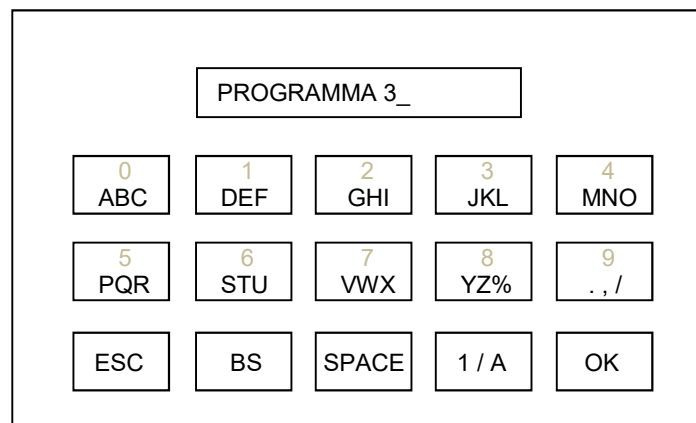 PROGRAMMA 3_
0 1 2 3 4
ABC DEF GHI JKL MNO
5 6 7 8 9
PQR STU VWX YZ% . , /
ESC BS SPACE 1 / A OK